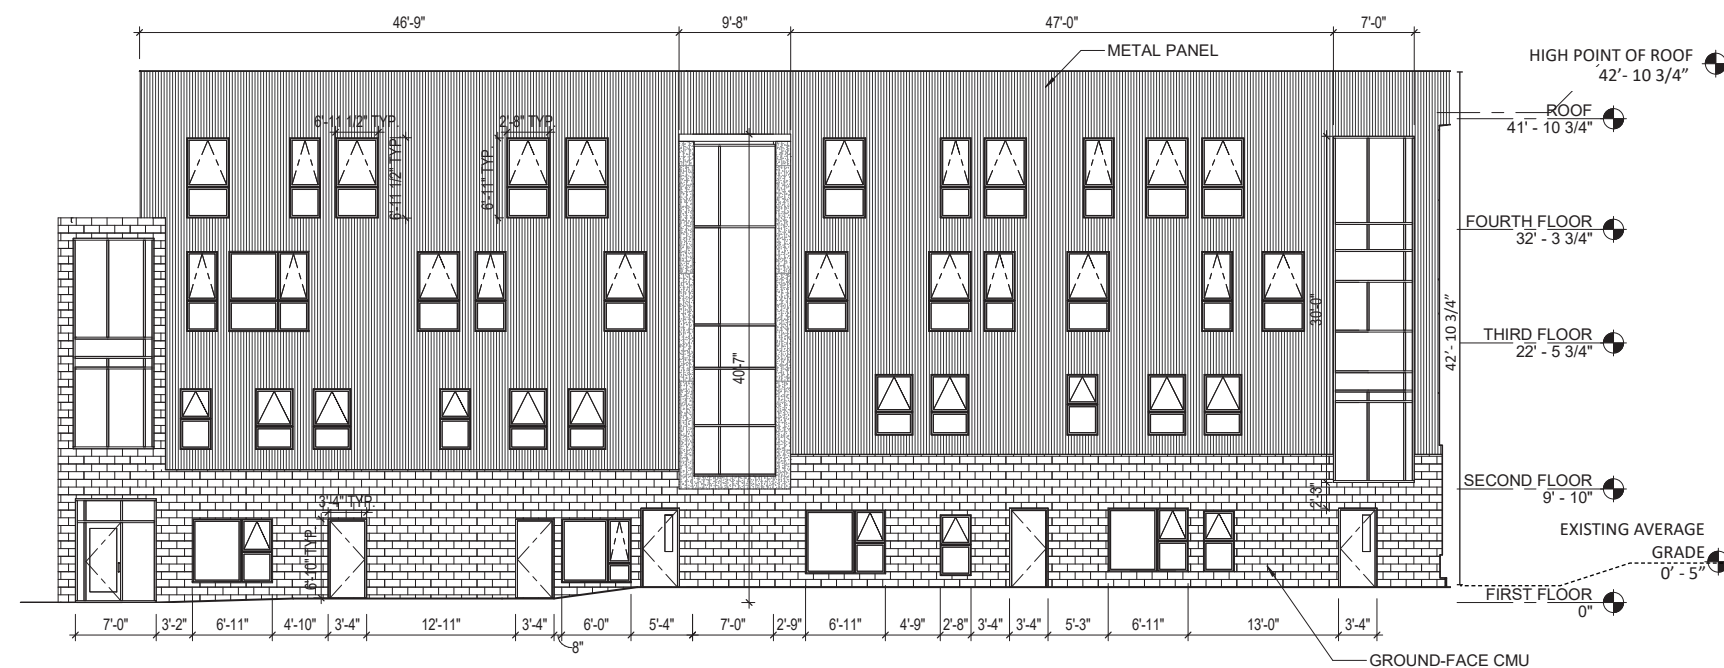 46'-9"
9'-8"
47'-0"
7'-0"
METAL PANEL
HIGH POINT OF ROOF
42'- 10 3/4"
ROOF
41' - 10 3/4"
6'-11 1/2" TYP.
2'-8" TYP.
6'-11 1/2" TYP.
6'-11" TYP.
FOURTH FLOOR
32' - 3 3/4"
30'-0"
42'- 10 3/4"
THIRD FLOOR
22' - 5 3/4"
40'-7"
SECOND FLOOR
9' - 10"
2'-3"
3'-4" TYP.
6'-10" TYP.
EXISTING AVERAGE
GRADE
0' - 5"
FIRST FLOOR
0"
7'-0"
3'-2"
6'-11"
4'-10"
3'-4"
12'-11"
3'-4"
8"
6'-0"
5'-4"
7'-0"
2'-9"
6'-11"
4'-9"
2'-8"
3'-4"
3'-4"
5'-3"
6'-11"
13'-0"
3'-4"
GROUND-FACE CMU